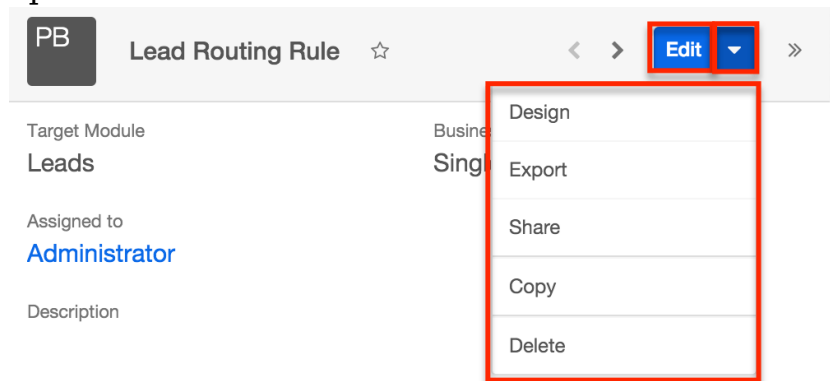 PB
Lead Routing Rule
Edit
Design
Target Module
Leads
Export
Share
Assigned to
Administrator
Copy
Description
Delete